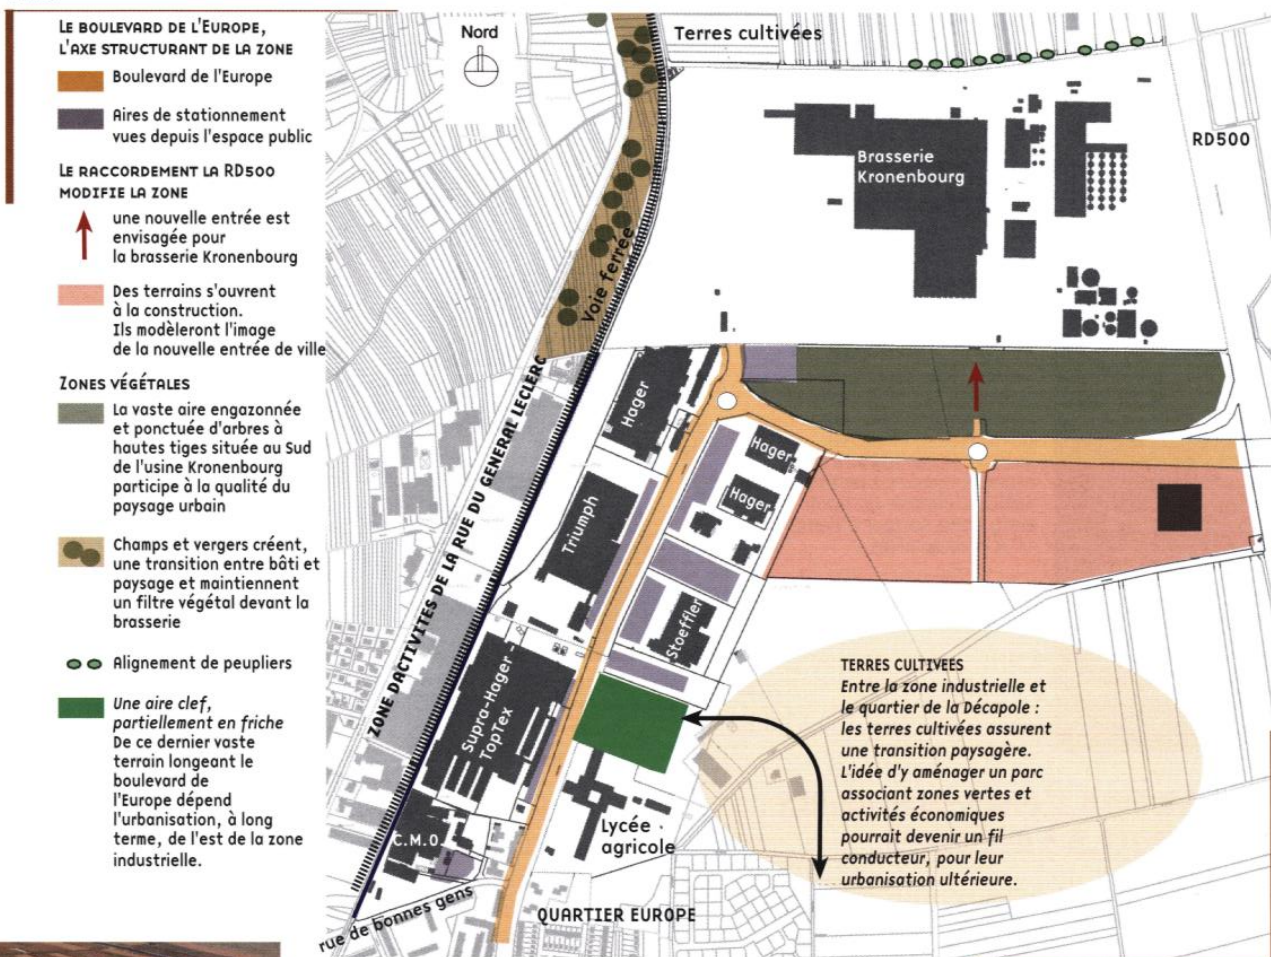 LE BOULEVARD DE L'EUROPE,
L'AXE STRUCTURANT DE LA ZONE
Boulevard de l'Europe
Aires de stationnement
vues depuis l'espace public
LE RACCORDEMENT LA RD500
MODIFIE LA ZONE
une nouvelle entrée est
envisagée pour
la brasserie Kronenbourg
Des terrains s'ouvrent
à la construction.
Ils modèleront l'image
de la nouvelle entrée de ville
ZONES VÉGÉTALES
La vaste aire engazonnée
et ponctuée d'arbres à
hautes tiges située au Sud
de l'usine Kronenbourg
participe à la qualité du
paysage urbain
Champs et vergers créent,
une transition entre bâti et
paysage et maintiennent
un filtre végétal devant la
brasserie
Alignement de peupliers
Une aire clef,
partiellement en friche
De ce dernier vaste
terrain longeant le
boulevard de
l'Europe dépend
l'urbanisation, à long
terme, de l'est de la zone
industrielle.
Nord
Terres cultivées
RD500
Brasserie
Kronenbourg
Voie ferrée
ZONE DACTIVITES DE LA RUE DU GENERAL LECLERC
Hager
Hager
Hager
Triumph
Stoeffler
Supra-Hager -
TopTex
C.M.O.
Lycée
agricole
rue de bonnes gens
QUARTIER EUROPE
TERRES CULTIVEES
Entre la zone industrielle et
le quartier de la Décapole :
les terres cultivées assurent
une transition paysagère.
L'idée d'y aménager un parc
associant zones vertes et
activités économiques
pourrait devenir un fil
conducteur, pour leur
urbanisation ultérieure.